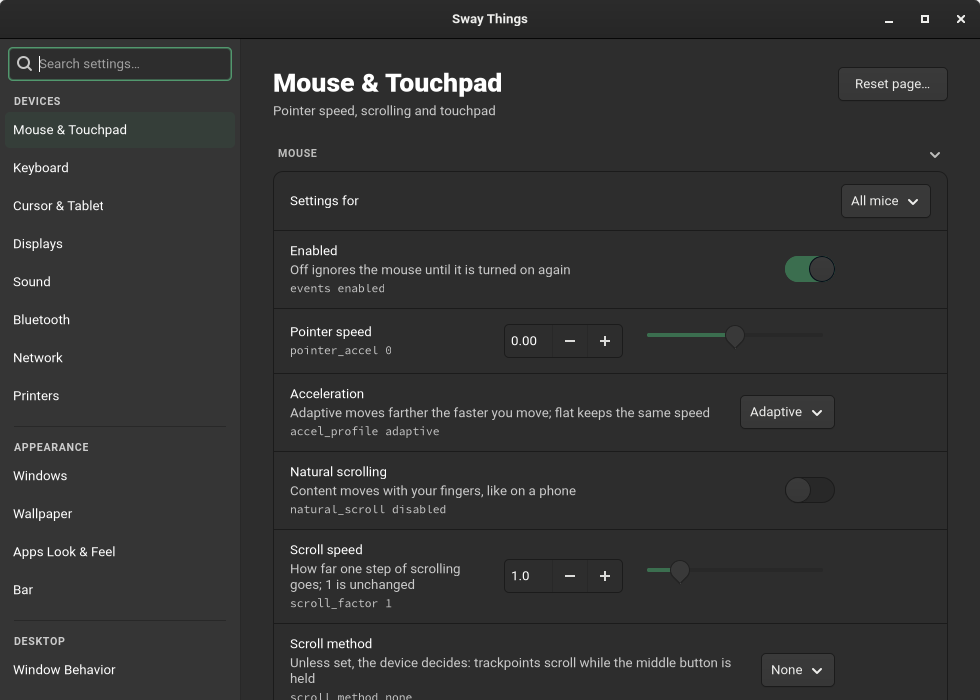 Sway Things
Search settings…
DEVICES
Mouse & Touchpad
Keyboard
Cursor & Tablet
Displays
Sound
Bluetooth
Network
Printers
APPEARANCE
Windows
Wallpaper
Apps Look & Feel
Bar
DESKTOP
Window Behavior
Mouse & Touchpad
Reset page…
Pointer speed, scrolling and touchpad
MOUSE
Settings for
All mice
Enabled
Off ignores the mouse until it is turned on again
events enabled
Pointer speed
pointer_accel 0
0.00
Acceleration
Adaptive moves farther the faster you move; flat keeps the same speed
accel_profile adaptive
Adaptive
Natural scrolling
Content moves with your fingers, like on a phone
natural_scroll disabled
Scroll speed
How far one step of scrolling
goes; 1 is unchanged
scroll_factor 1
1.0
Scroll method
Unless set, the device decides: trackpoints scroll while the middle button is
held
scroll_method none
None